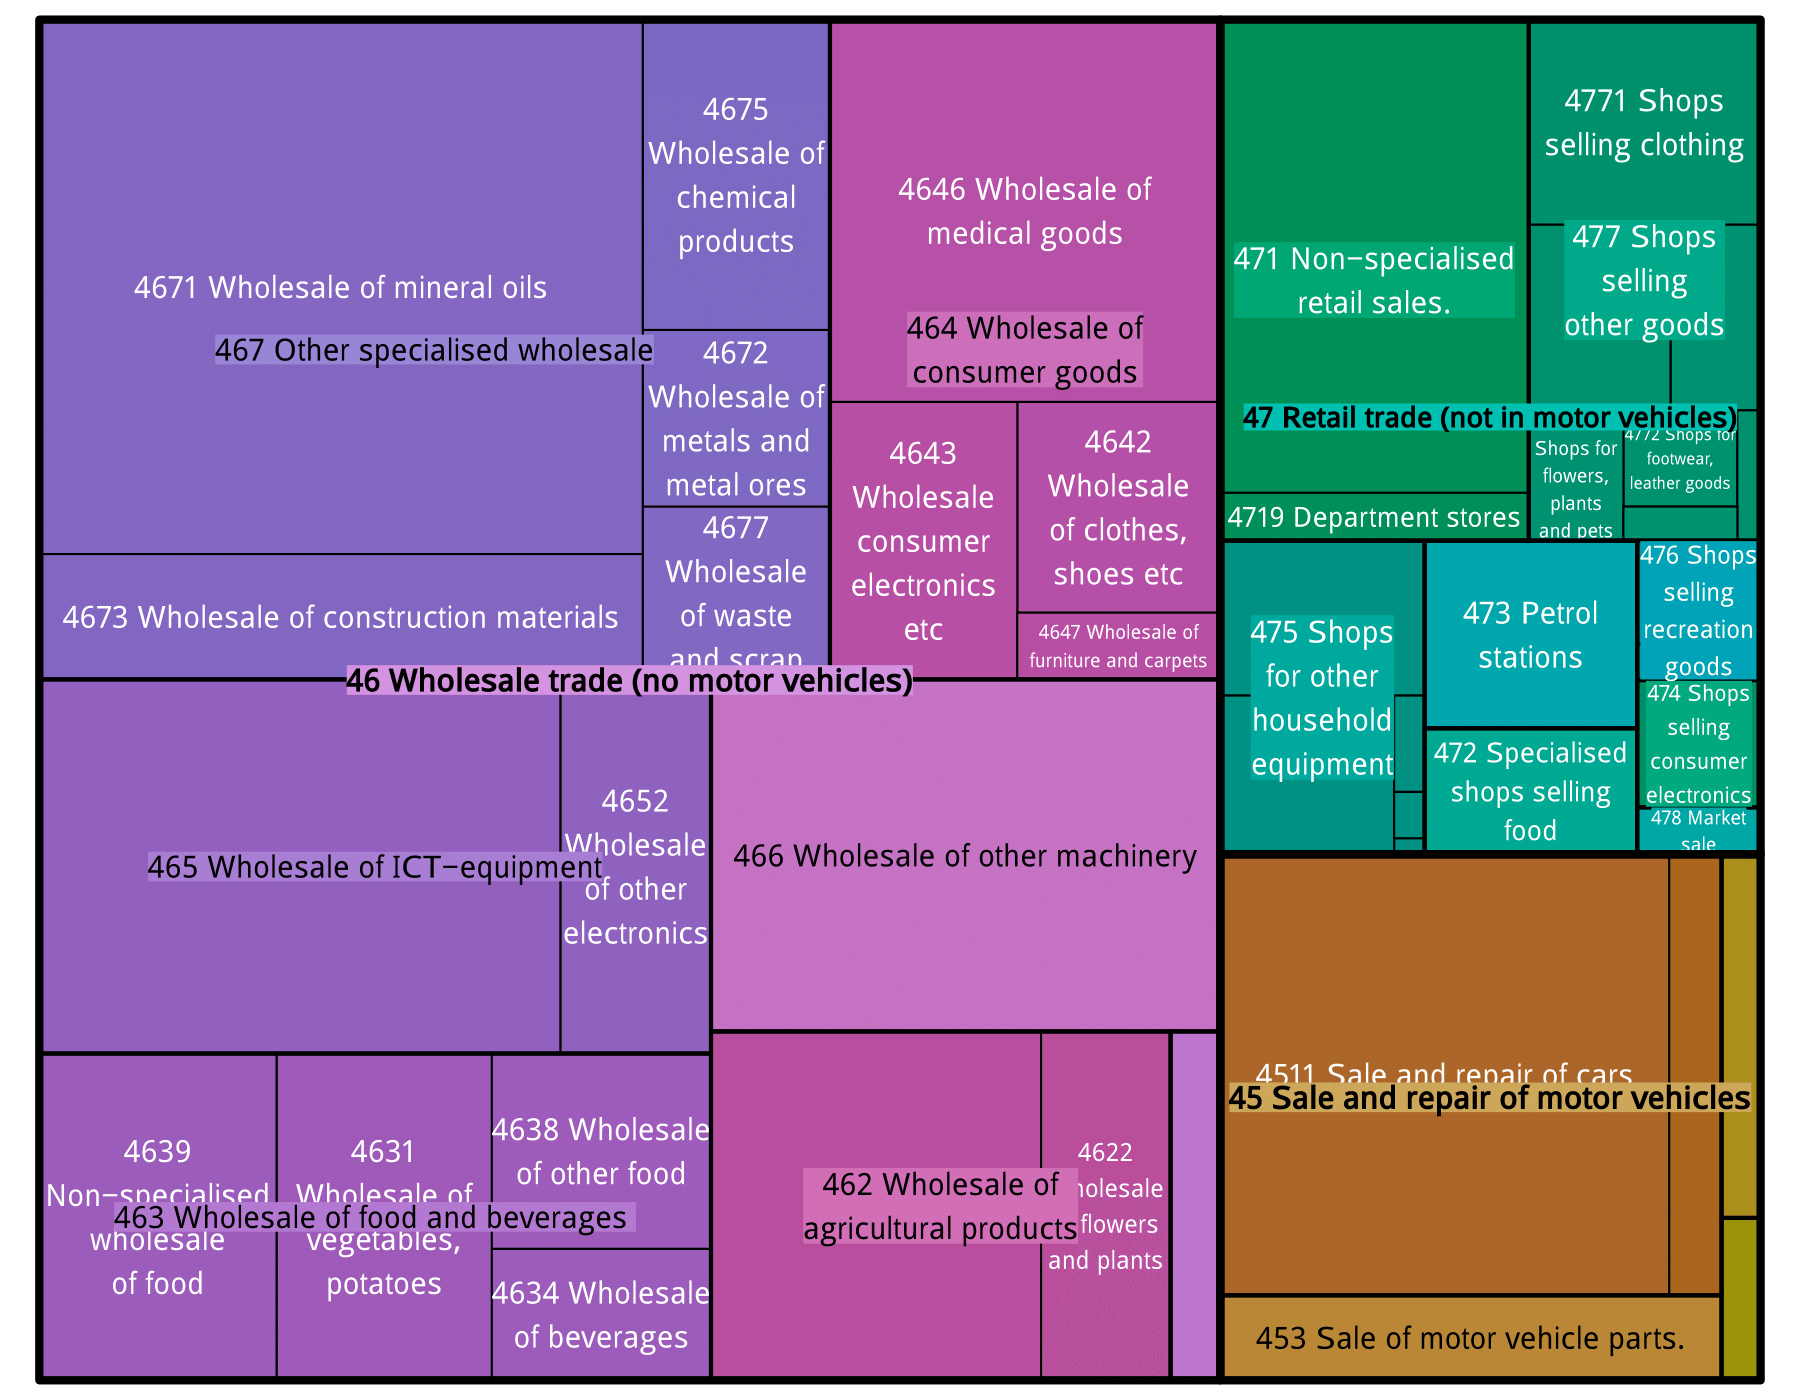 4671 Wholesale of mineral oils
467 Other specialised wholesale
4673 Wholesale of construction materials
4675
Wholesale of
chemical
products
4672
Wholesale of
metals and
metal ores
4677
Wholesale
of waste
and scrap
4646 Wholesale of
medical goods
464 Wholesale of
consumer goods
4643
Wholesale
consumer
electronics
etc
4642
Wholesale
of clothes,
shoes etc
4647 Wholesale of
furniture and carpets
46 Wholesale trade (no motor vehicles)
465 Wholesale of ICT-equipment
4652
Wholesale
of other
electronics
466 Wholesale of other machinery
4639
Non-specialised
wholesale
of food
4631
Wholesale of
vegetables,
potatoes
463 Wholesale of food and beverages
4638 Wholesale
of other food
4634 Wholesale
of beverages
462 Wholesale of
agricultural products
4622
flowers
and plants
471 Non-specialised
retail sales.
4719 Department stores
4771 Shops
selling clothing
477 Shops
selling
other goods
47 Retail trade (not in motor vehicles)
Shops for
flowers,
plants
and pets
4772 Shops for
footwear,
leather goods
475 Shops
for other
household
equipment
473 Petrol
stations
472 Specialised
shops selling
food
476 Shops
selling
recreation
goods
474 Shops
selling
consumer
electronics
478 Market
sale
4511 Sale and repair of cars
45 Sale and repair of motor vehicles
453 Sale of motor vehicle parts.